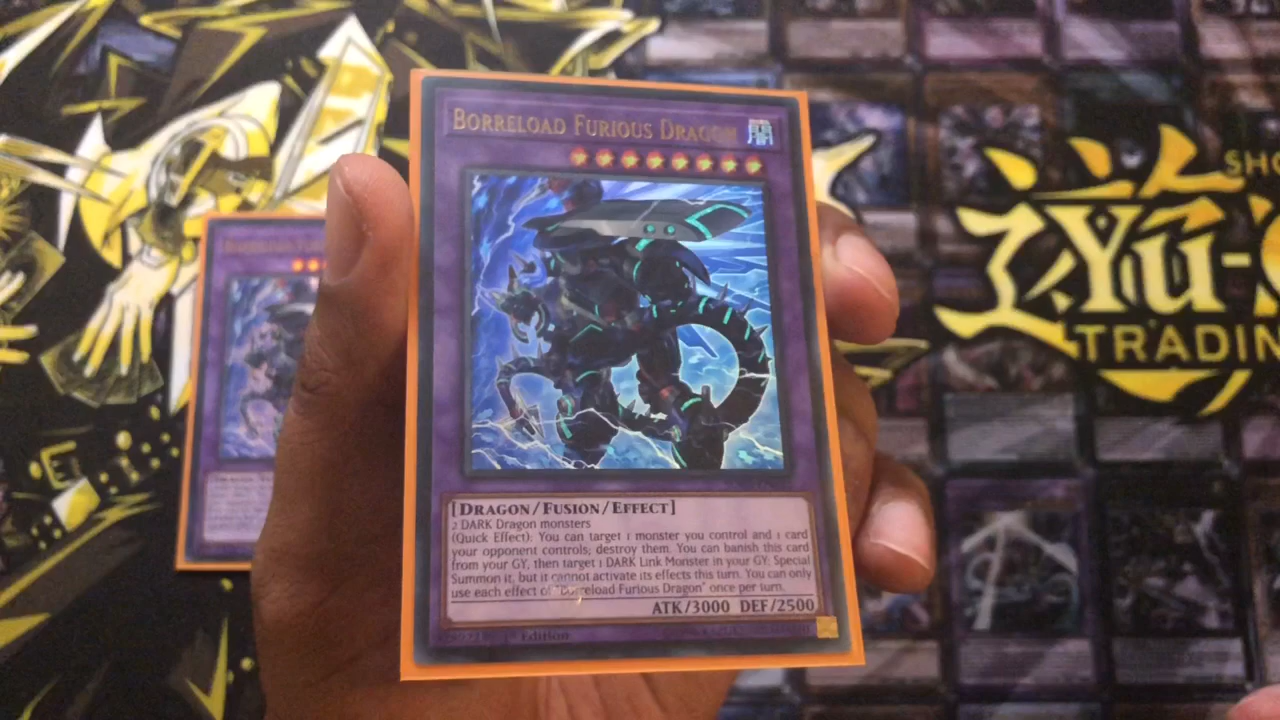 BORRELOAD FURIOUS DRAGON
[DRAGON/FUSION/EFFECT]
2 DARK Dragon monsters
(Quick Effect): You can target 1 monster you control and 1 card
your opponent controls; destroy them. You can banish this card
from your GY, then target 1 DARK Link Monster in your GY; Special
Summon it, but it cannot activate its effects this turn. You can only
use each effect of "Borreload Furious Dragon" once per turn.
ATK/3000 DEF/2500
1st Edition
BORRELOAD
Yu-
TRADIN
SHO